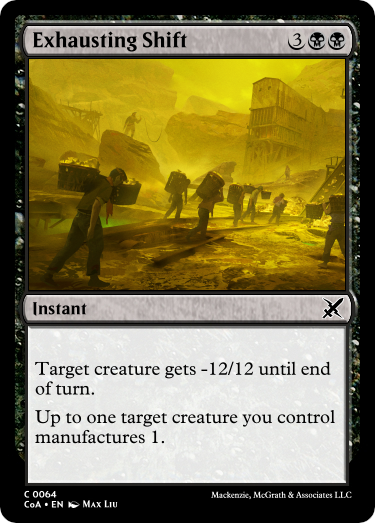 Exhausting Shift 3
Instant
Target creature gets -12/12 until end
of turn.
Up to one target creature you control
manufactures 1.
C 0064
CoA • EN Max Liu
Mackenzie, McGrath & Associates LLC